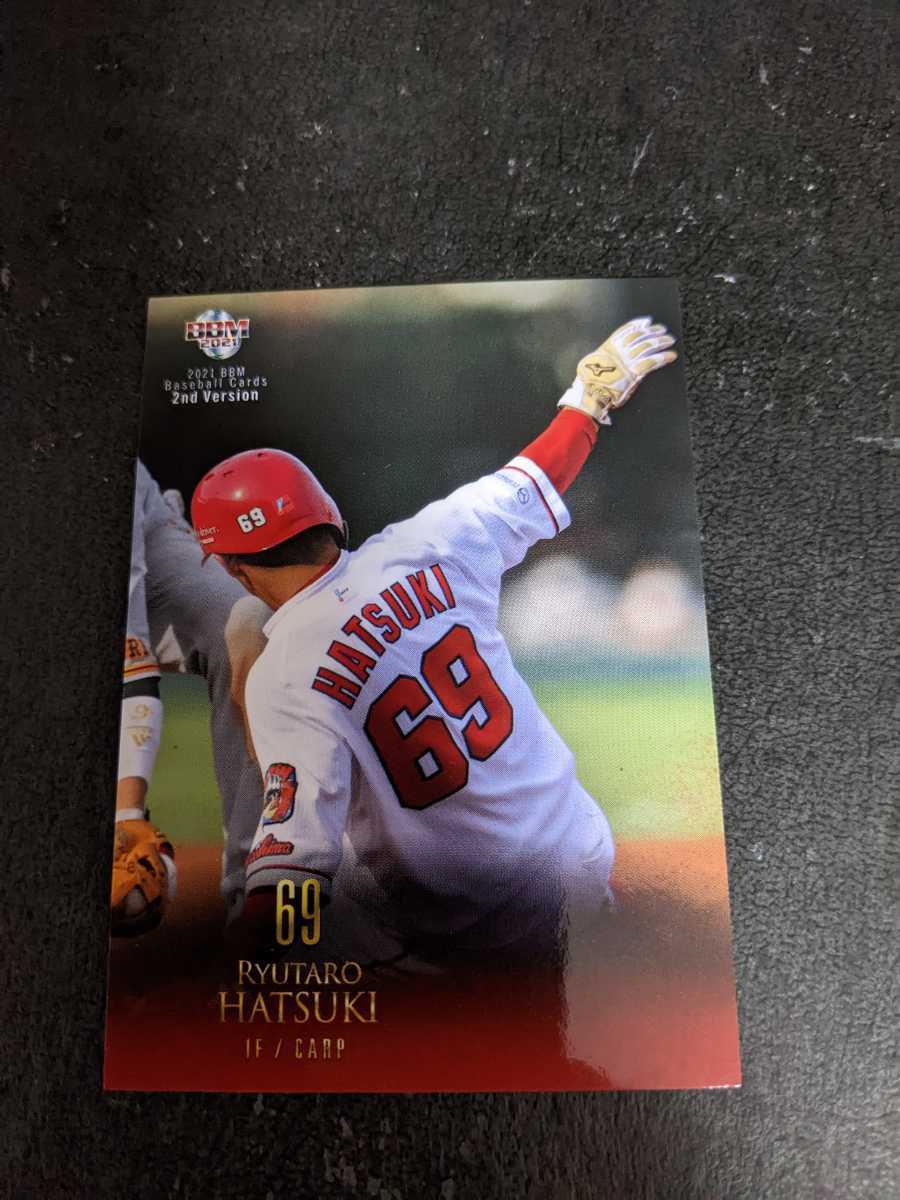 BBM
2021
2021 BBM
Baseball Cards
2nd Version
69
HATSUKI
69
69
RYUTARO
HATSUKI
IF / CARP